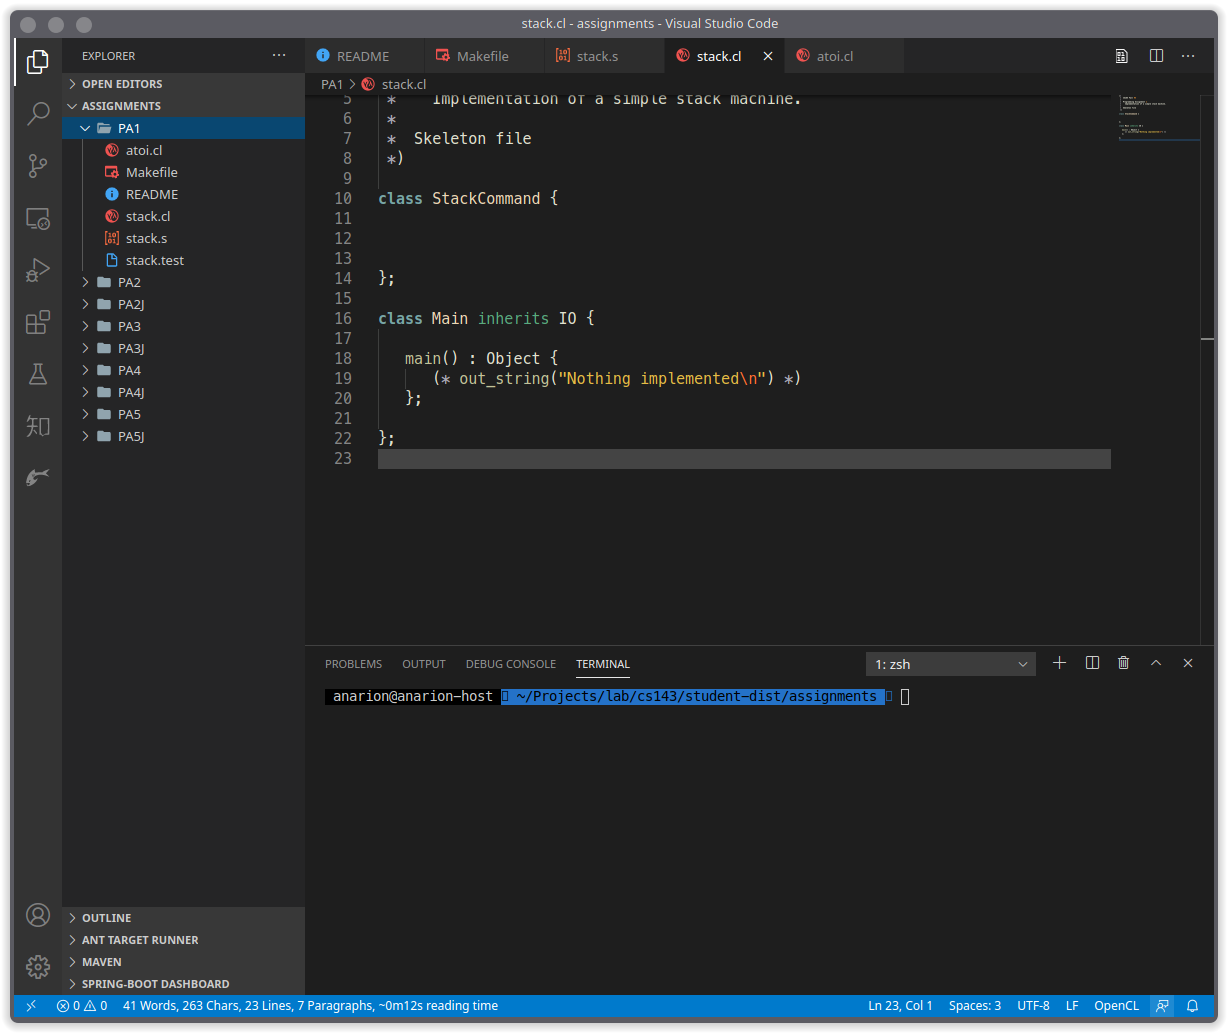 stack.cl - assignments - Visual Studio Code
EXPLORER
OPEN EDITORS
ASSIGNMENTS
PA1
atoi.cl
Makefile
README
stack.cl
stack.s
stack.test
PA2
PA2J
PA3
PA3J
PA4
PA4J
PA5
PA5J
OUTLINE
ANT TARGET RUNNER
MAVEN
SPRING-BOOT DASHBOARD
知
README
Makefile
stack.s
stack.cl
atoi.cl
PA1 > stack.cl
5 *    Implementation of a simple stack machine.
6 *
7 *  Skeleton file
8 *)
9
10 class StackCommand {
11
12
13
14 };
15
16 class Main inherits IO {
17
18    main() : Object {
19       (* out_string("Nothing implemented\n") *)
20    };
21
22 };
23
PROBLEMS OUTPUT DEBUG CONSOLE TERMINAL 1: zsh
anarion@anarion-host ~/Projects/lab/cs143/student-dist/assignments
0 0 41 Words, 263 Chars, 23 Lines, 7 Paragraphs, ~0m12s reading time Ln 23, Col 1 Spaces: 3 UTF-8 LF OpenCL